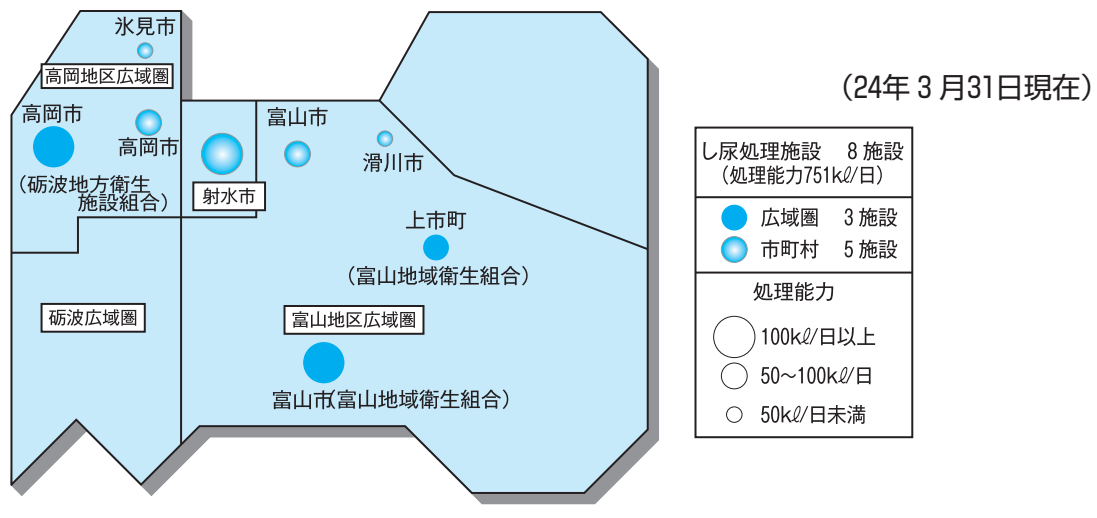 氷見市
高岡地区広域圏
高岡市
高岡市
(砺波地方衛生
施設組合)
射水市
富山市
滑川市
上市町
(富山地域衛生組合)
砺波広域圏
富山地区広域圏
富山市(富山地域衛生組合)
(24年3月31日現在)
し尿処理施設 8施設
(処理能力751kℓ/日)
広域圏 3施設
市町村 5施設
処理能力
100kℓ/日以上
50～100kℓ/日
50kℓ/日未満